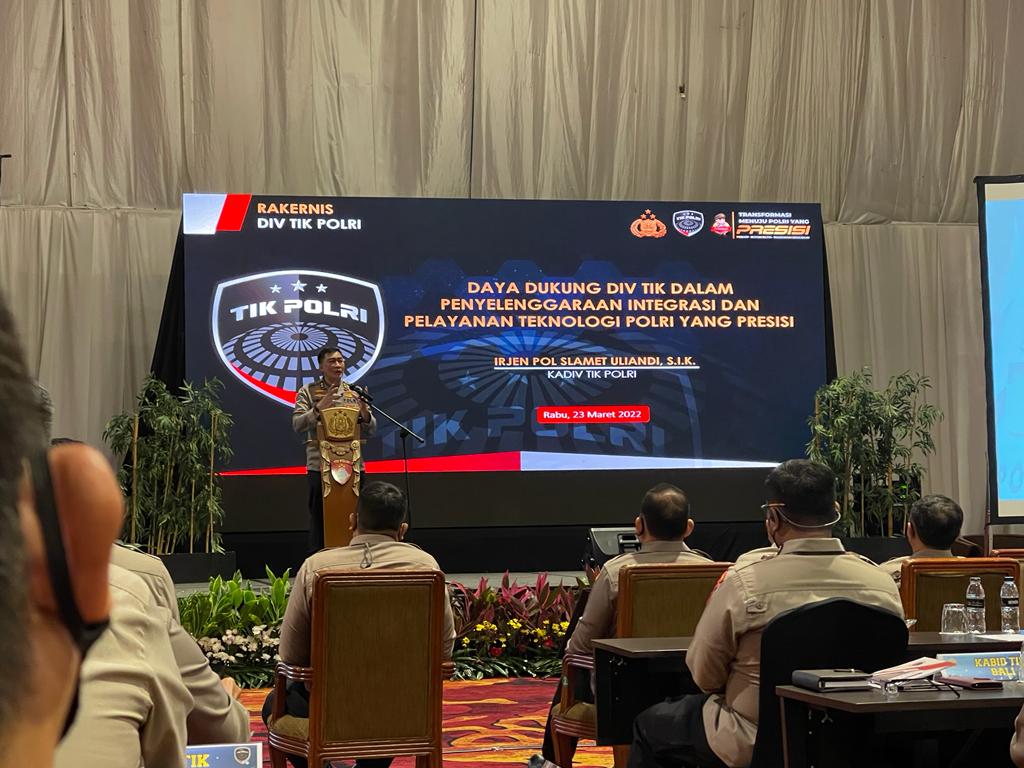 RAKERNIS
DIV TIK POLRI
TIK POLRI
TRANSFORMASI
MENUJU POLRI YANG
PRESISI
TIK POLRI
DAYA DUKUNG DIV TIK DALAM
PENYELENGGARAAN INTEGRASI DAN
PELAYANAN TEKNOLOGI POLRI YANG PRESISI
IRJEN POL SLAMET ULIANDI, S.I.K.
KADIV TIK POLRI
Rabu, 23 Maret 2022
TIK POLRI
KABID TI
BALI
TIK